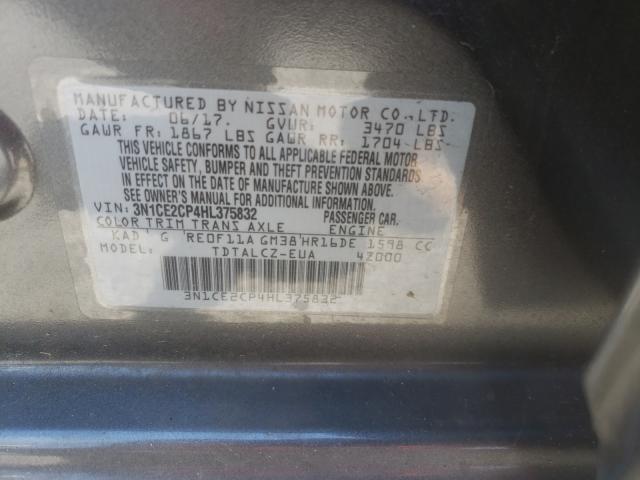 MANUFACTURED BY NISSAN MOTOR CO.,LTD.
DATE: 06/17. GVWR: 3470 LBS
GAWR FR: 1867 LBS GAWR RR: 1704 LBS
THIS VEHICLE CONFORMS TO ALL APPLICABLE FEDERAL MOTOR
VEHICLE SAFETY, BUMPER AND THEFT PREVENTION STANDARDS
IN EFFECT ON THE DATE OF MANUFACTURE SHOWN ABOVE.
SEE OWNER'S MANUAL FOR ADDITIONAL INFORMATION.
VIN: 3N1CE2CP4HL375832 PASSENGER CAR.
COLOR TRIM TRANS AXLE ENGINE
KAD G RE0F11A GM38 HR16DE 1598 CC
MODEL: TDTALCZ-EUA 42000
3N1CE2CP4HL375832